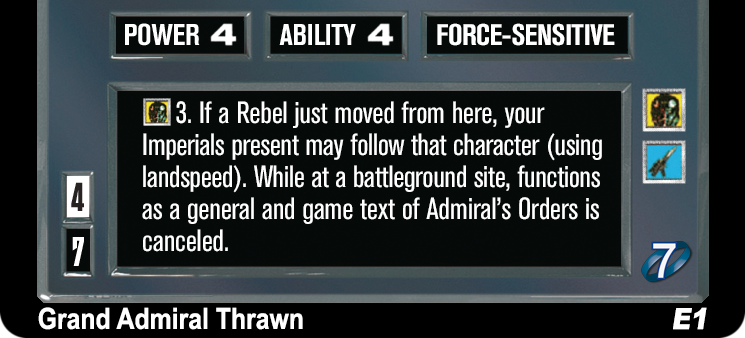 POWER 4 ABILITY 4 FORCE-SENSITIVE
3. If a Rebel just moved from here, your
Imperials present may follow that character (using
landspeed). While at a battleground site, functions
as a general and game text of Admiral's Orders is
canceled.
4
7
7
Grand Admiral Thrawn E1